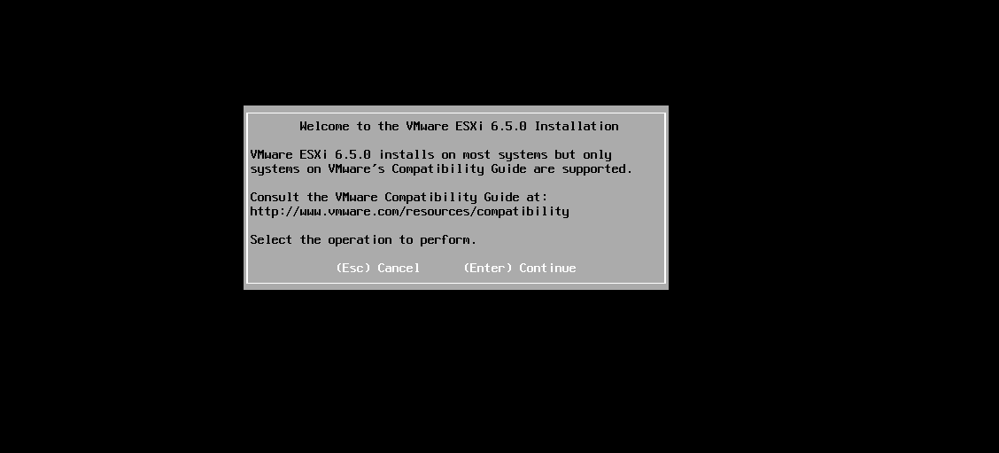 Welcome to the VMware ESXi 6.5.0 Installation
VMware ESXi 6.5.0 installs on most systems but only
systems on VMware's Compatibility Guide are supported.
Consult the VMware Compatibility Guide at:
http://www.vmware.com/resources/compatibility
Select the operation to perform.
(Esc) Cancel (Enter) Continue